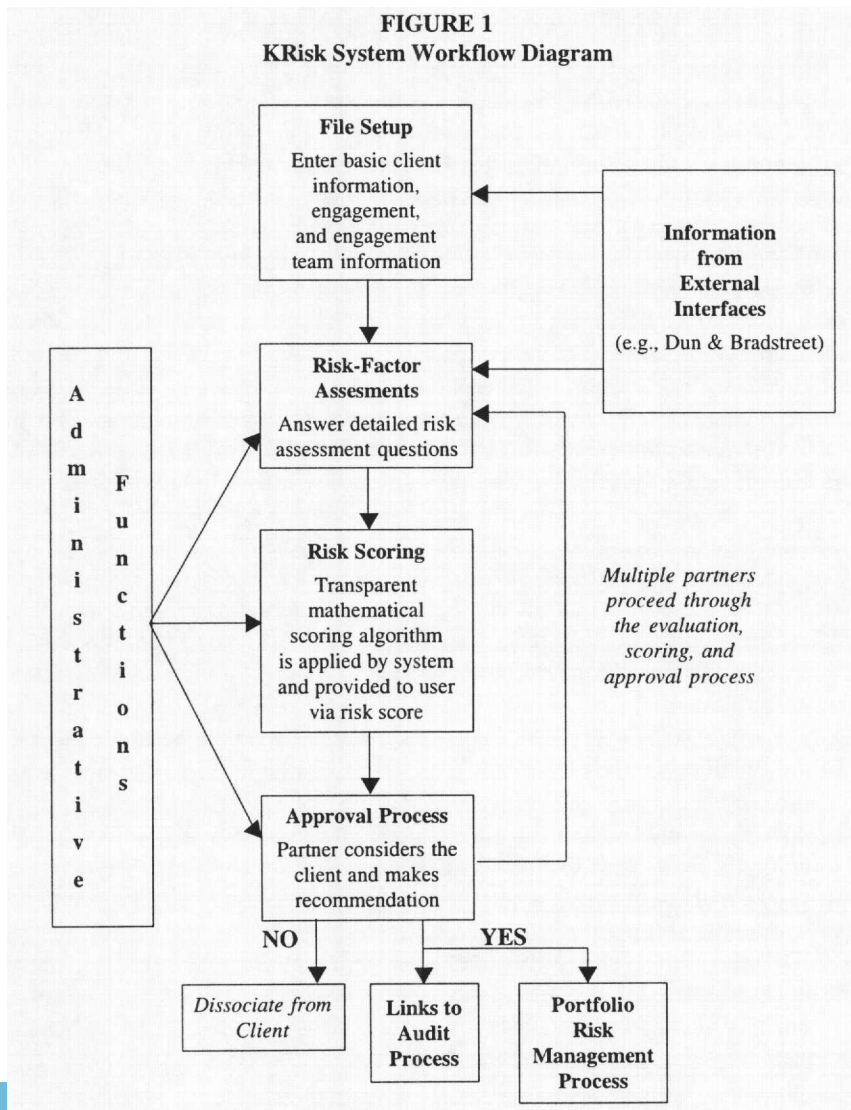 FIGURE 1
KRisk System Workflow Diagram
File Setup
Enter basic client
information,
engagement,
and engagement
team information
Information
from
External
Interfaces
(e.g., Dun & Bradstreet)
Risk-Factor
Assesments
Answer detailed risk
assessment questions
Administrative
Functions
Risk Scoring
Transparent
mathematical
scoring algorithm
is applied by system
and provided to user
via risk score
Multiple partners
proceed through
the evaluation,
scoring, and
approval process
Approval Process
Partner considers the
client and makes
recommendation
NO
YES
Dissociate from
Client
Links to
Audit
Process
Portfolio
Risk
Management
Process